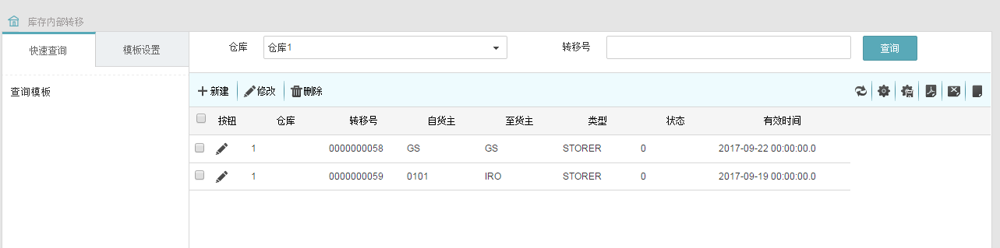 库存内部转移
快速查询 模板设置
仓库 仓库1 转移号 查询
查询模板
新建 修改 删除
按钮 仓库 转移号 自货主 至货主 类型 状态 有效时间
1 0000000058 GS GS STORER 0 2017-09-22 00:00:00.0
1 0000000059 0101 IRO STORER 0 2017-09-19 00:00:00.0